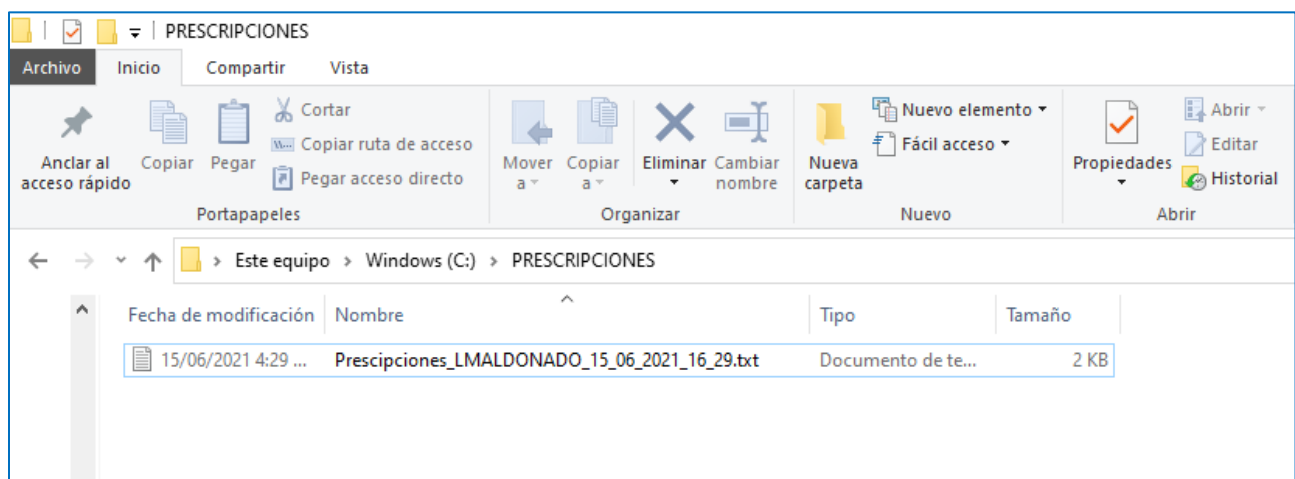 PRESCRIPCIONES
Archivo Inicio Compartir Vista
Anclar al acceso rápido
Copiar
Pegar
Cortar
Copiar ruta de acceso
Pegar acceso directo
Portapapeles
Mover a
Copiar a
Eliminar
Cambiar nombre
Organizar
Nueva carpeta
Nuevo elemento
Fácil acceso
Nuevo
Propiedades
Abrir
Editar
Historial
Abrir
Este equipo > Windows (C:) > PRESCRIPCIONES
Fecha de modificación Nombre Tipo Tamaño
15/06/2021 4:29 ... Prescipciones_LMALDONADO_15_06_2021_16_29.txt Documento de te... 2 KB